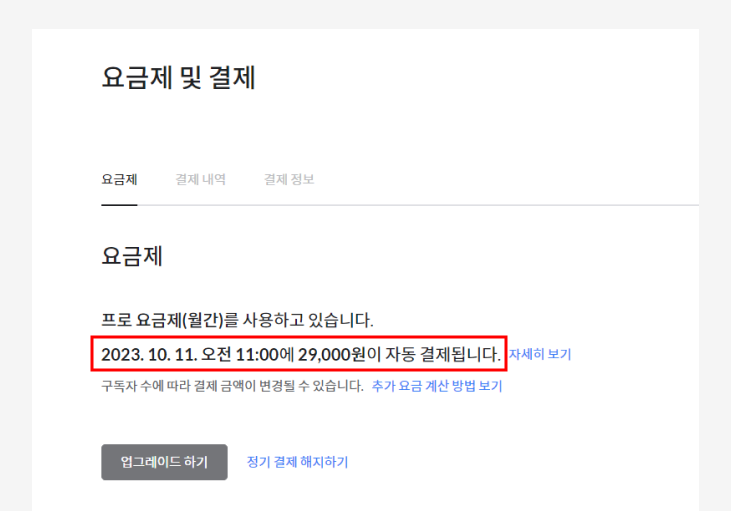 요금제 및 결제
요금제 결제 내역 결제 정보
요금제
프로 요금제(월간)를 사용하고 있습니다.
2023. 10. 11. 오전 11:00에 29,000원이 자동 결제됩니다. 자세히 보기
구독자 수에 따라 결제 금액이 변경될 수 있습니다. 추가 요금 계산 방법 보기
업그레이드 하기 정기 결제 해지하기